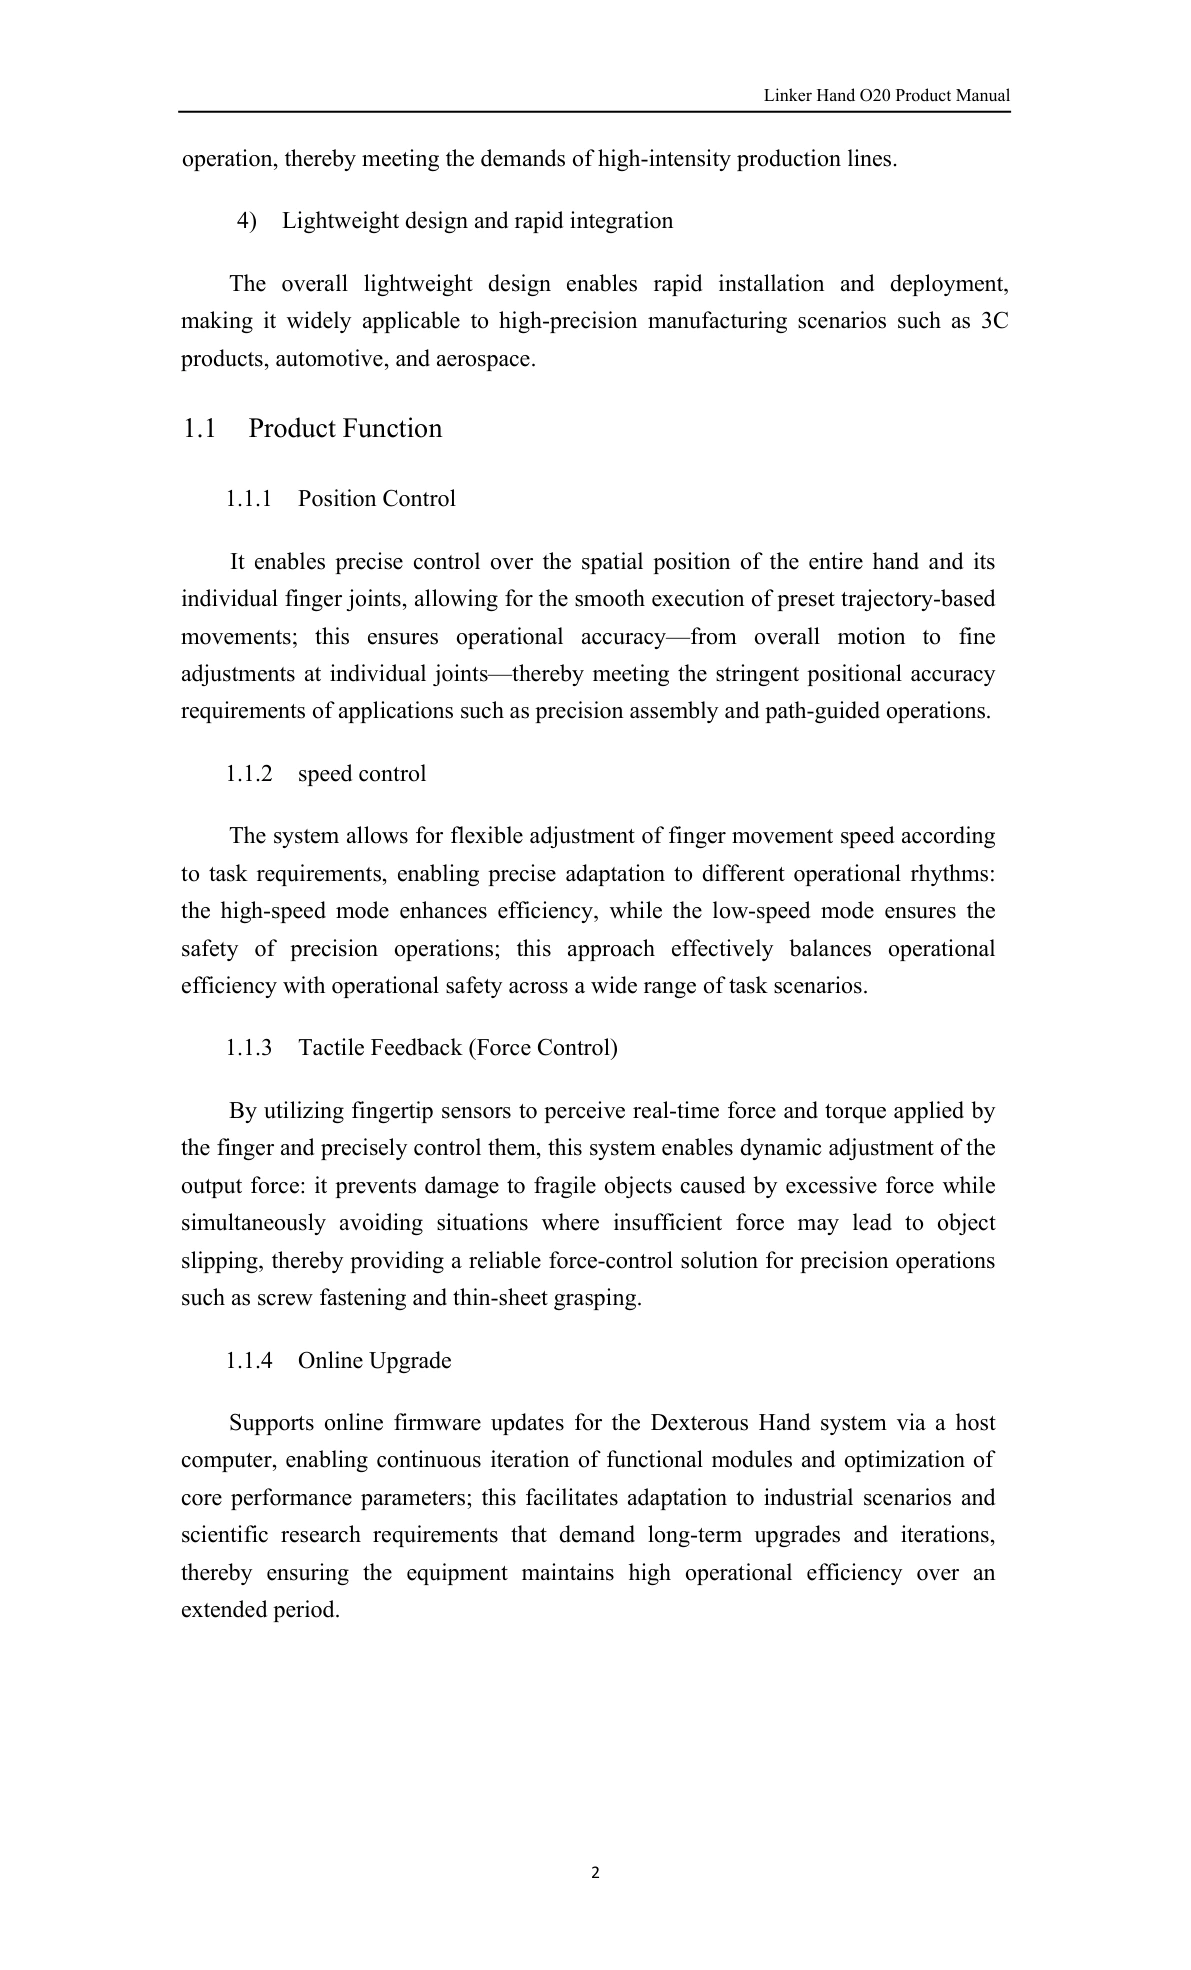 Linker Hand O20 Product Manual
operation, thereby meeting the demands of high-intensity production lines.
4) Lightweight design and rapid integration
The overall lightweight design enables rapid installation and deployment,
making it widely applicable to high-precision manufacturing scenarios such as 3C
products, automotive, and aerospace.
1.1 Product Function
1.1.1 Position Control
It enables precise control over the spatial position of the entire hand and its
individual finger joints, allowing for the smooth execution of preset trajectory-based
movements; this ensures operational accuracy—from overall motion to fine
adjustments at individual joints—thereby meeting the stringent positional accuracy
requirements of applications such as precision assembly and path-guided operations.
1.1.2 speed control
The system allows for flexible adjustment of finger movement speed according
to task requirements, enabling precise adaptation to different operational rhythms:
the high-speed mode enhances efficiency, while the low-speed mode ensures the
safety of precision operations; this approach effectively balances operational
efficiency with operational safety across a wide range of task scenarios.
1.1.3 Tactile Feedback (Force Control)
By utilizing fingertip sensors to perceive real-time force and torque applied by
the finger and precisely control them, this system enables dynamic adjustment of the
output force: it prevents damage to fragile objects caused by excessive force while
simultaneously avoiding situations where insufficient force may lead to object
slipping, thereby providing a reliable force-control solution for precision operations
such as screw fastening and thin-sheet grasping.
1.1.4 Online Upgrade
Supports online firmware updates for the Dexterous Hand system via a host
computer, enabling continuous iteration of functional modules and optimization of
core performance parameters; this facilitates adaptation to industrial scenarios and
scientific research requirements that demand long-term upgrades and iterations,
thereby ensuring the equipment maintains high operational efficiency over an
extended period.
2